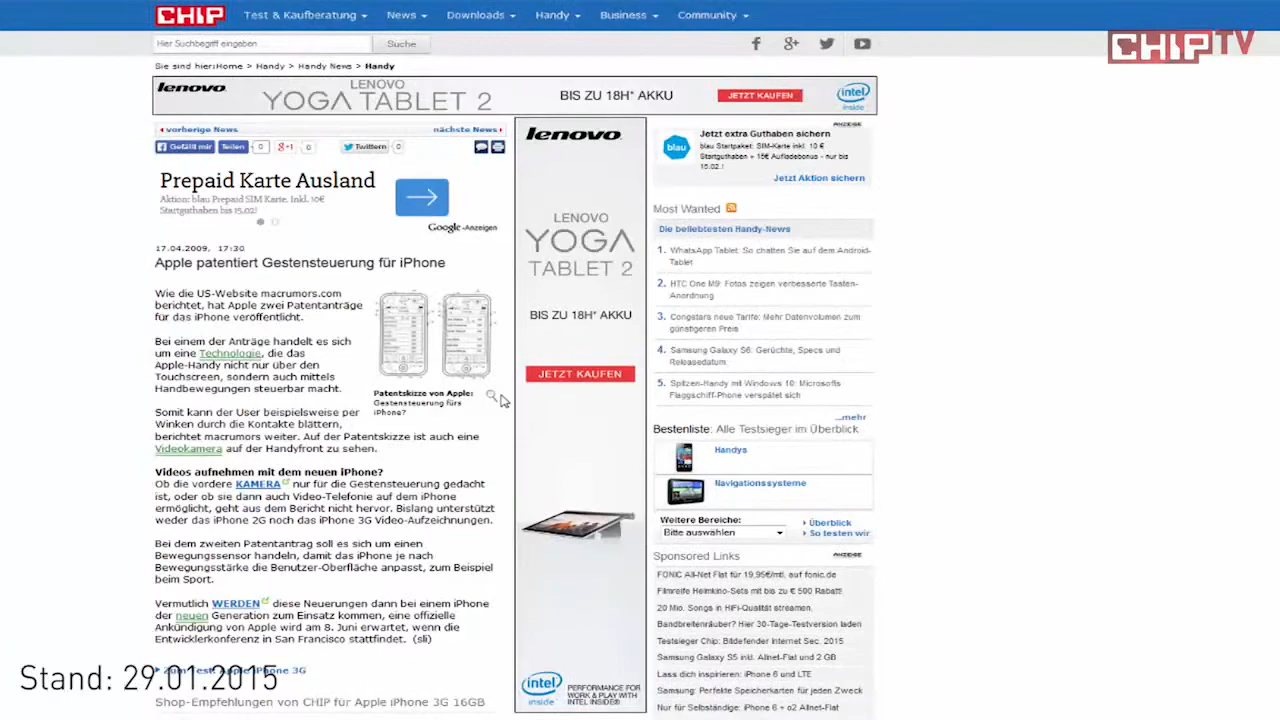 CHIP Test & Kaufberatung News Downloads Handy Business Community
Hier Suchbegriff eingeben ... Suche
CHIP TV
Sie sind hier:Home > Handy > Handy News > Handy
lenovo LENOVO YOGA TABLET 2 BIS ZU 18H* AKKU JETZT KAUFEN intel inside
vorherige News nächste News
Gefällt mir Teilen 0 g+1 0 Twittern 0
Prepaid Karte Ausland
Aktion: blau Prepaid SIM Karte. Inkl. 10€
Startguthaben bis 15.02!
Google-Anzeigen
17.04.2009, 17:30
Apple patentiert Gestensteuerung für iPhone
Wie die US-Website macrumors.com
berichtet, hat Apple zwei Patentanträge
für das iPhone veröffentlicht.
Bei einem der Anträge handelt es sich
um eine Technologie, die das
Apple-Handy nicht nur über den
Touchscreen, sondern auch mittels
Handbewegungen steuerbar macht.
Patentskizze von Apple:
Gestensteuerung fürs
iPhone?
Somit kann der User beispielsweise per
Winken durch die Kontakte blättern,
berichtet macrumors weiter. Auf der Patentskizze ist auch eine
Videokamera auf der Handyfront zu sehen.
Videos aufnehmen mit dem neuen iPhone?
Ob die vordere KAMERA nur für die Gestensteuerung gedacht
ist, oder ob sie dann auch Video-Telefonie auf dem iPhone
ermöglicht, geht aus dem Bericht nicht hervor. Bislang unterstützt
weder das iPhone 2G noch das iPhone 3G Video-Aufzeichnungen.
Bei dem zweiten Patentantrag soll es sich um einen
Bewegungssensor handeln, damit das iPhone je nach
Bewegungsstärke die Benutzer-Oberfläche anpasst, zum Beispiel
beim Sport.
Vermutlich WERDEN diese Neuerungen dann bei einem iPhone
der neuen Generation zum Einsatz kommen, eine offizielle
Ankündigung von Apple wird am 8. Juni erwartet, wenn die
Entwicklerkonferenz in San Francisco stattfindet. (sli)
Zum Test: Apple iPhone 3G
Stand: 29.01.2015
Shop-Empfehlungen von CHIP für Apple iPhone 3G 16GB
lenovo
LENOVO
YOGA
TABLET 2
BIS ZU 18H* AKKU
JETZT KAUFEN
intel inside
PERFORMANCE FOR
WORK & PLAY WITH
INTEL INSIDE®
ANZEIGE
blau
Jetzt extra Guthaben sichern
blau Startpaket: SIM-Karte inkl. 10 €
Startguthaben + 15€ Aufladebonus - nur bis
15.02.!
Jetzt Aktion sichern
Most Wanted
Die beliebtesten Handy-News
1. WhatsApp Tablet: So chatten Sie auf dem Android-
Tablet
2. HTC One M9: Fotos zeigen verbesserte Tasten-
Anordnung
3. Congstars neue Tarife: Mehr Datenvolumen zum
günstigeren Preis
4. Samsung Galaxy S6: Gerüchte, Specs und
Releasedatum
5. Spitzen-Handy mit Windows 10: Microsofts
Flaggschiff-Phone verspätet sich
...mehr
Bestenliste: Alle Testsieger im Überblick
Handys
Navigationssysteme
Weitere Bereiche:
Bitte auswählen
Überblick
So testen wir
Sponsored Links ANZEIGE
FONIC All-Net Flat für 19,95€/mtl. auf fonic.de
Filmreife Heimkino-Sets mit bis zu € 500 Rabatt!
20 Mio. Songs in HiFi-Qualität streamen.
Bandbreitenräuber? Hier 30-Tage-Testversion laden
Testsieger Chip: Bitdefender Internet Sec. 2015
Samsung Galaxy S5 inkl. Allnet-Flat und 2 GB
Lass dich inspirieren: iPhone 6 und LTE
Samsung: Perfekte Speicherkarten für jeden Zweck
Nur für Selbständige: iPhone 6 + o2 Allnet-Flat